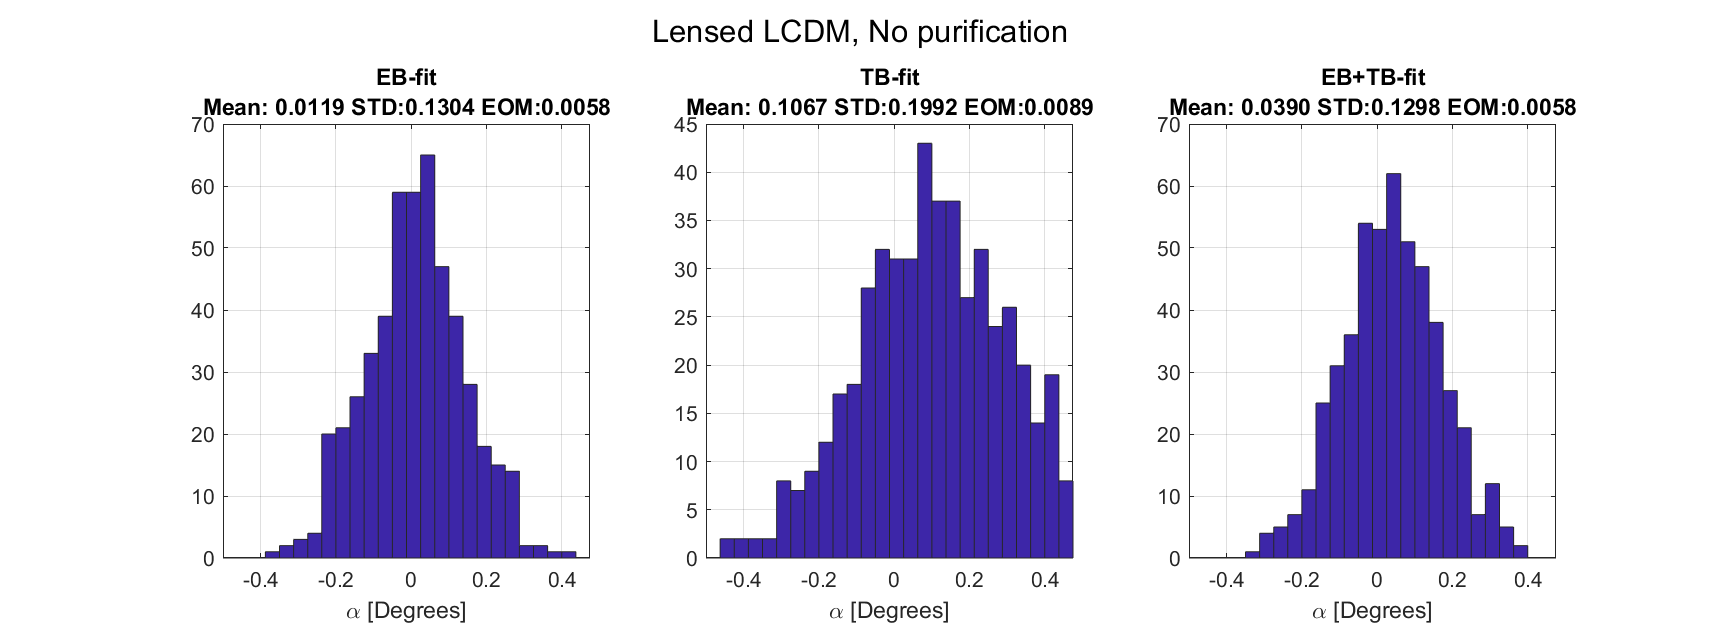 Lensed LCDM, No purification
EB-fit
Mean: 0.0119 STD:0.1304 EOM:0.0058
70
60
50
40
30
20
10
0
-0.4 -0.2 0 0.2 0.4
α [Degrees]
TB-fit
Mean: 0.1067 STD:0.1992 EOM:0.0089
45
40
35
30
25
20
15
10
5
0
-0.4 -0.2 0 0.2 0.4
α [Degrees]
EB+TB-fit
Mean: 0.0390 STD:0.1298 EOM:0.0058
70
60
50
40
30
20
10
0
-0.4 -0.2 0 0.2 0.4
α [Degrees]